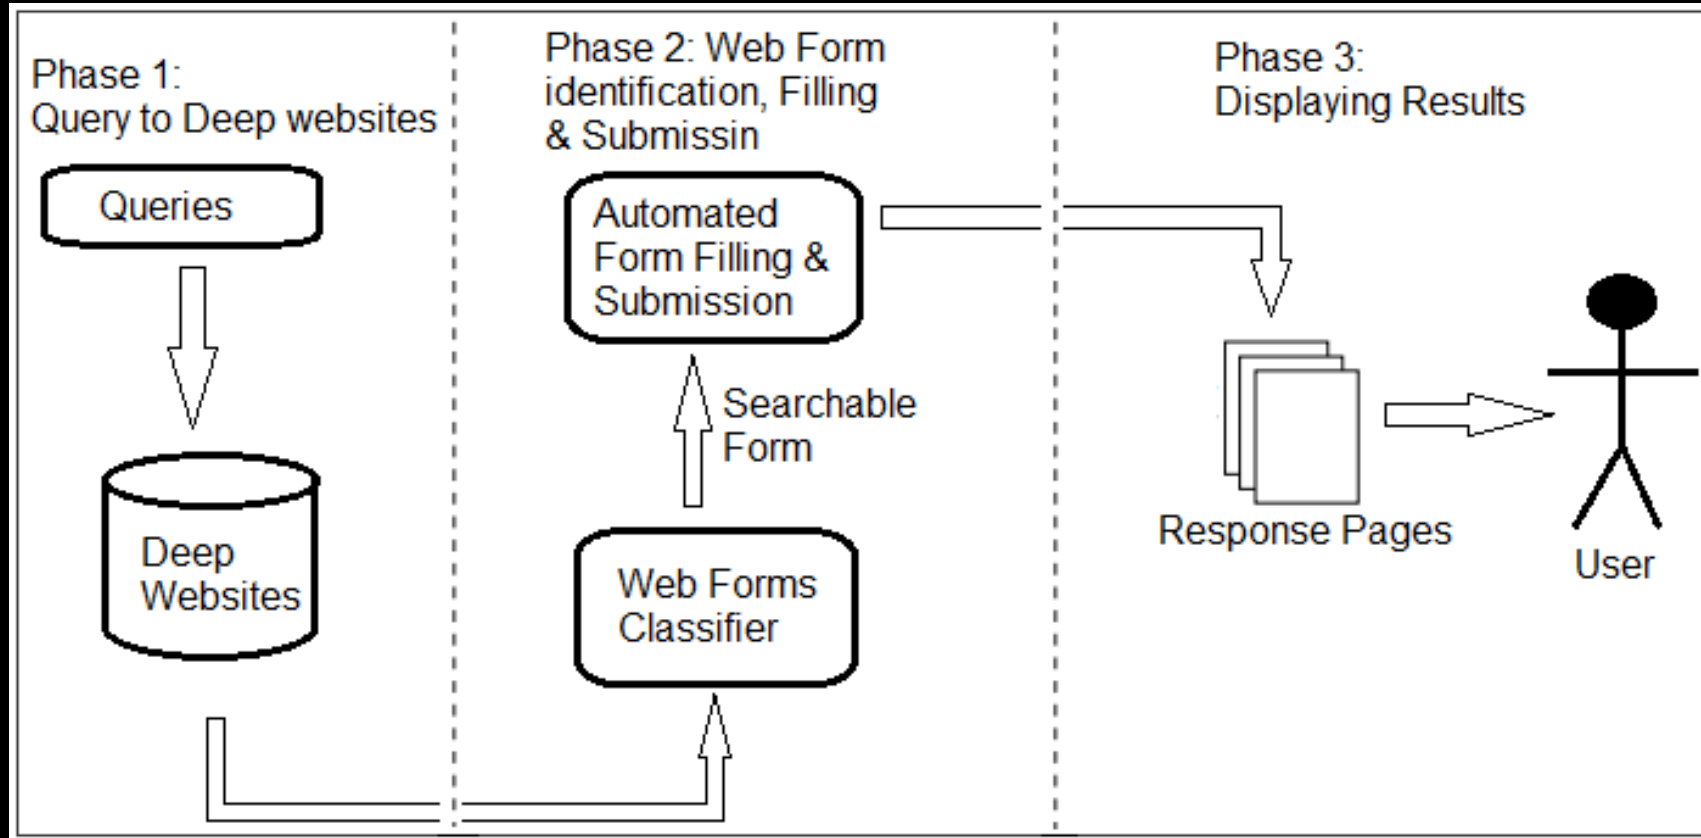 Phase 1:
Query to Deep websites
Queries
Deep
Websites
Phase 2: Web Form
identification, Filling
& Submissin
Automated
Form Filling &
Submission
Searchable
Form
Web Forms
Classifier
Phase 3:
Displaying Results
Response Pages
User